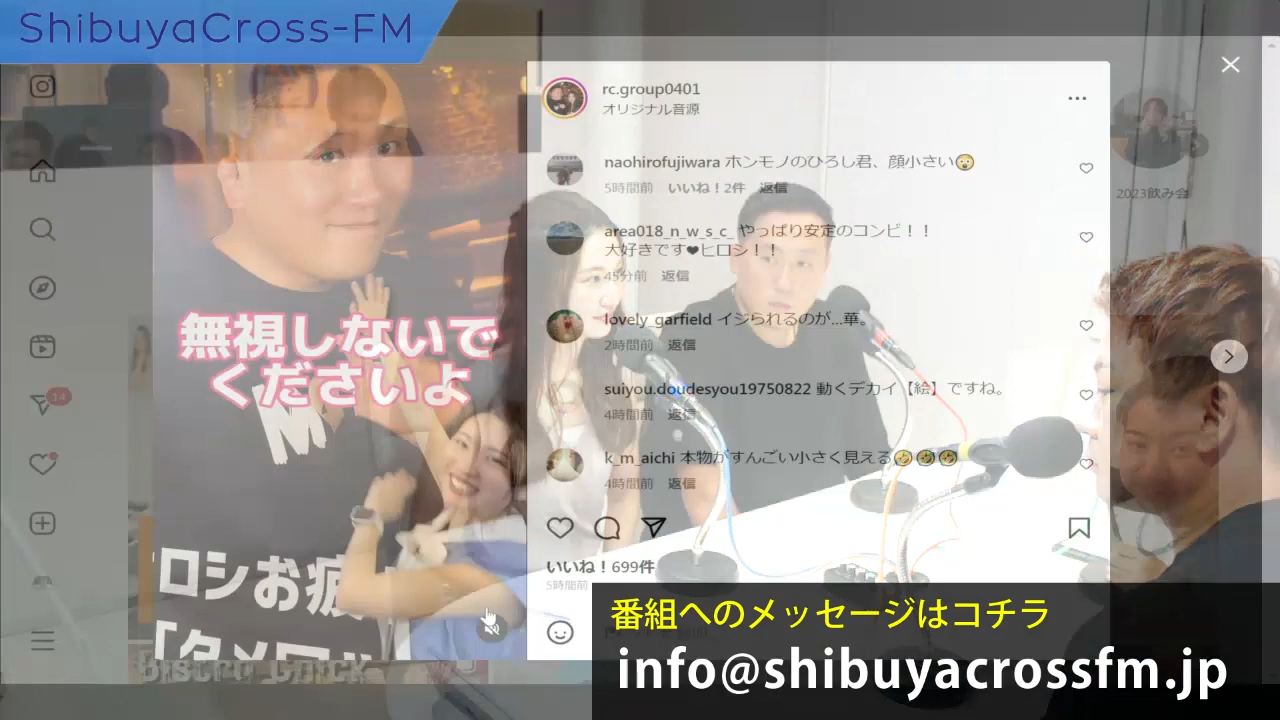 ShibuyaCross-FM
rc.group0401
オリジナル音源
naohirofujiwara ホンモノのひろし君、顔小さい😮
5時間前 いいね！2件 返信
2023飲み会
area018_n_w_s_c_ やっぱり安定のコンビ！！
大好きです❤ヒロシ！！
45分前 返信
lovely_garfield イジられるのが...華。
2時間前 返信
無視しないで
くださいよ
14
suiyou.doudesyou19750822 動くデカイ【絵】ですね。
4時間前 返信
k_m_aichi 本物がすんごい小さく見える🤣🤣🤣
4時間前 返信
M
いいね！699件
5時間前
ロシお疲
「タメ
番組へのメッセージはコチラ
info@shibuyacrossfm.jp